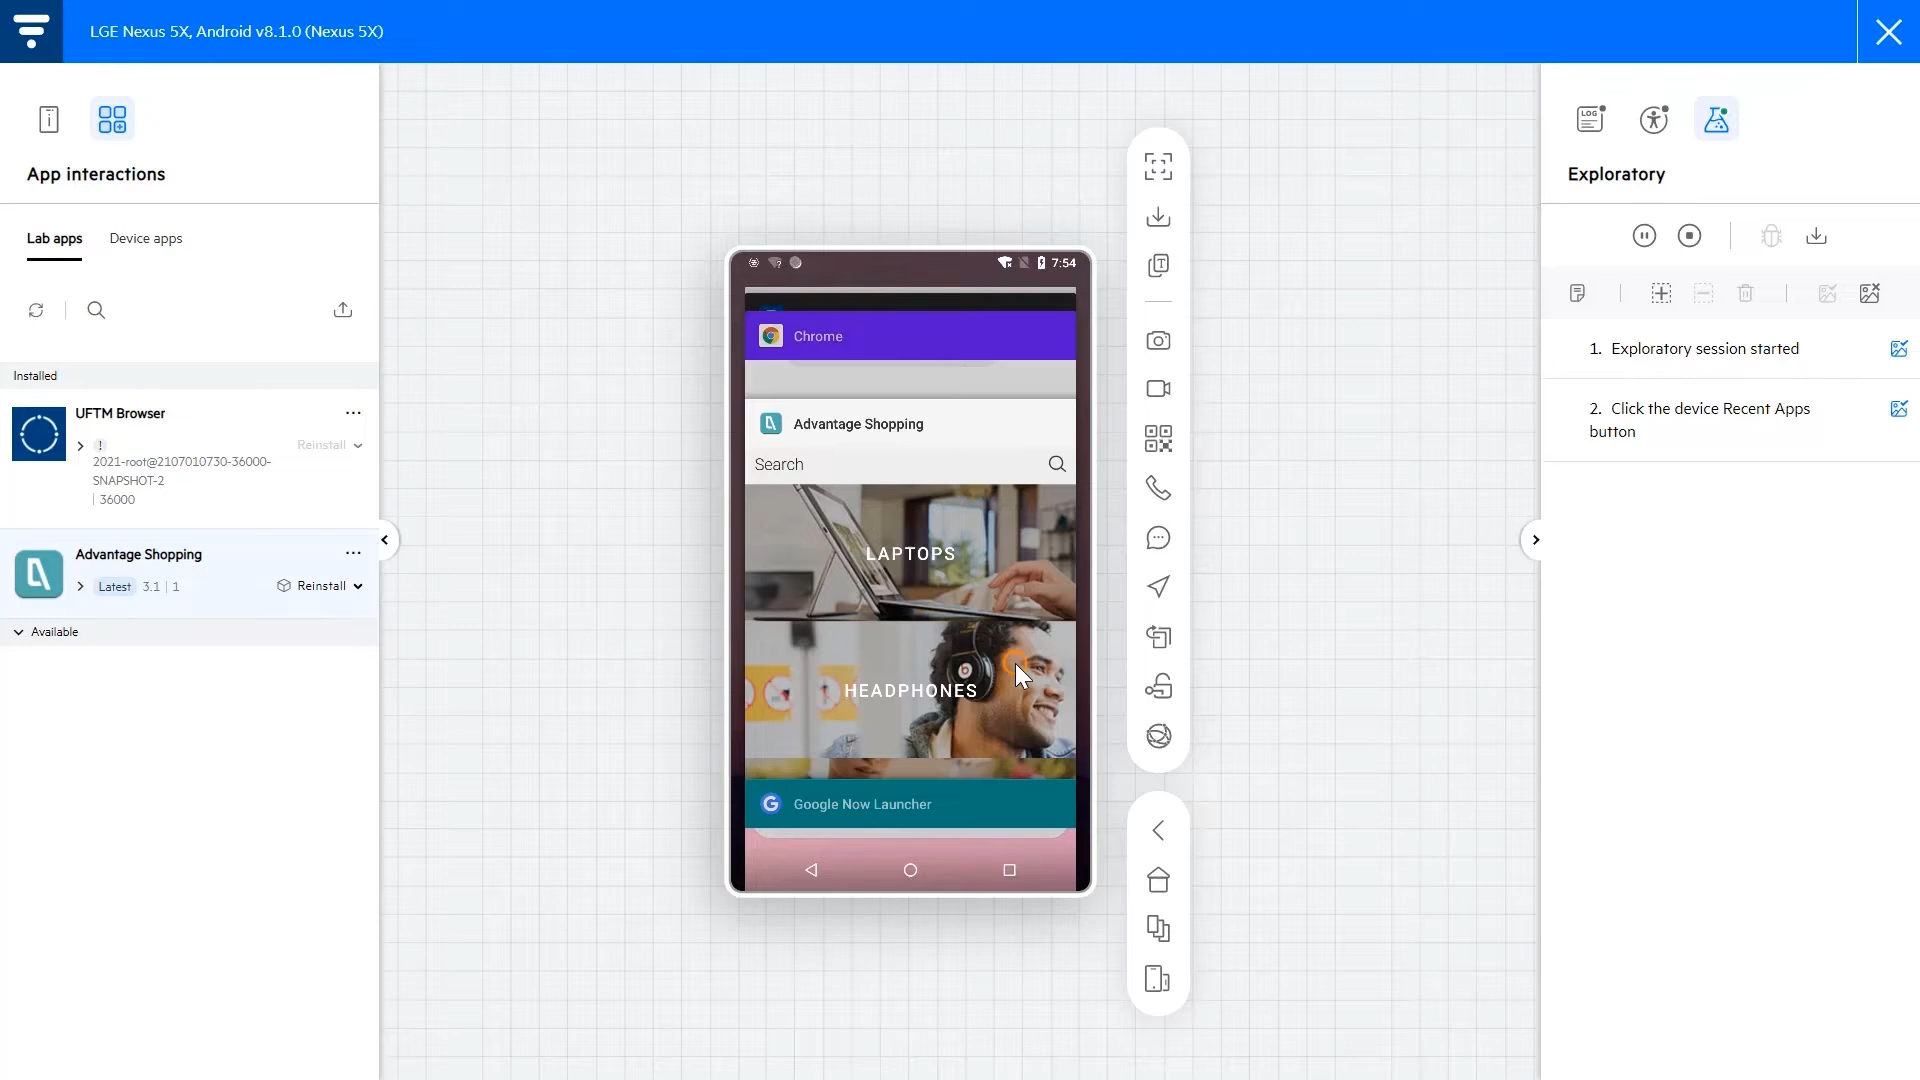 LGE Nexus 5X, Android v8.1.0 (Nexus 5X)
App interactions
Lab apps
Device apps
Installed
UFTM Browser
...
!
Reinstall
2021-root@2107010730-36000-
SNAPSHOT-2
| 36000
Advantage Shopping
...
Latest 3.1 | 1
Reinstall
Available
7:54
Chrome
Advantage Shopping
Search
LAPTOPS
HEADPHONES
G Google Now Launcher
LOG
Exploratory
1. Exploratory session started
2. Click the device Recent Apps
button